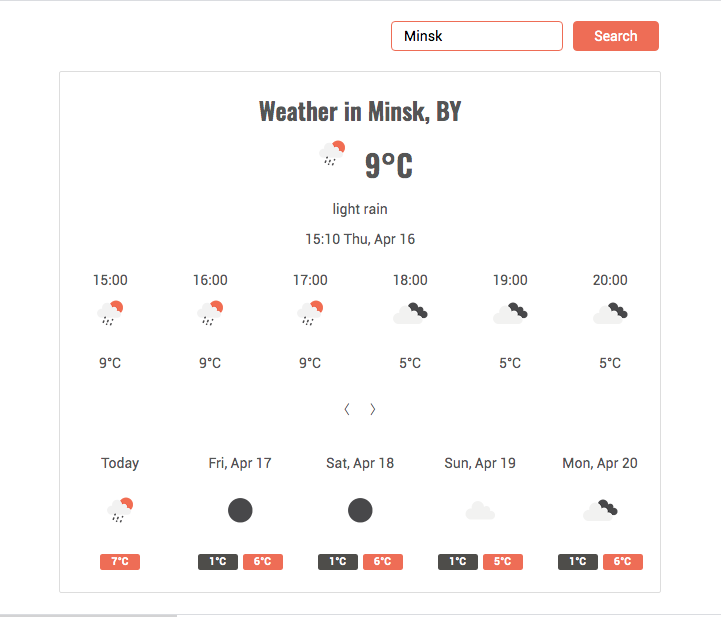 Minsk Search
Weather in Minsk, BY
9°C
light rain
15:10 Thu, Apr 16
15:00 16:00 17:00 18:00 19:00 20:00
9°C 9°C 9°C 5°C 5°C 5°C
Today Fri, Apr 17 Sat, Apr 18 Sun, Apr 19 Mon, Apr 20
7°C 1°C 6°C 1°C 6°C 1°C 5°C 1°C 6°C